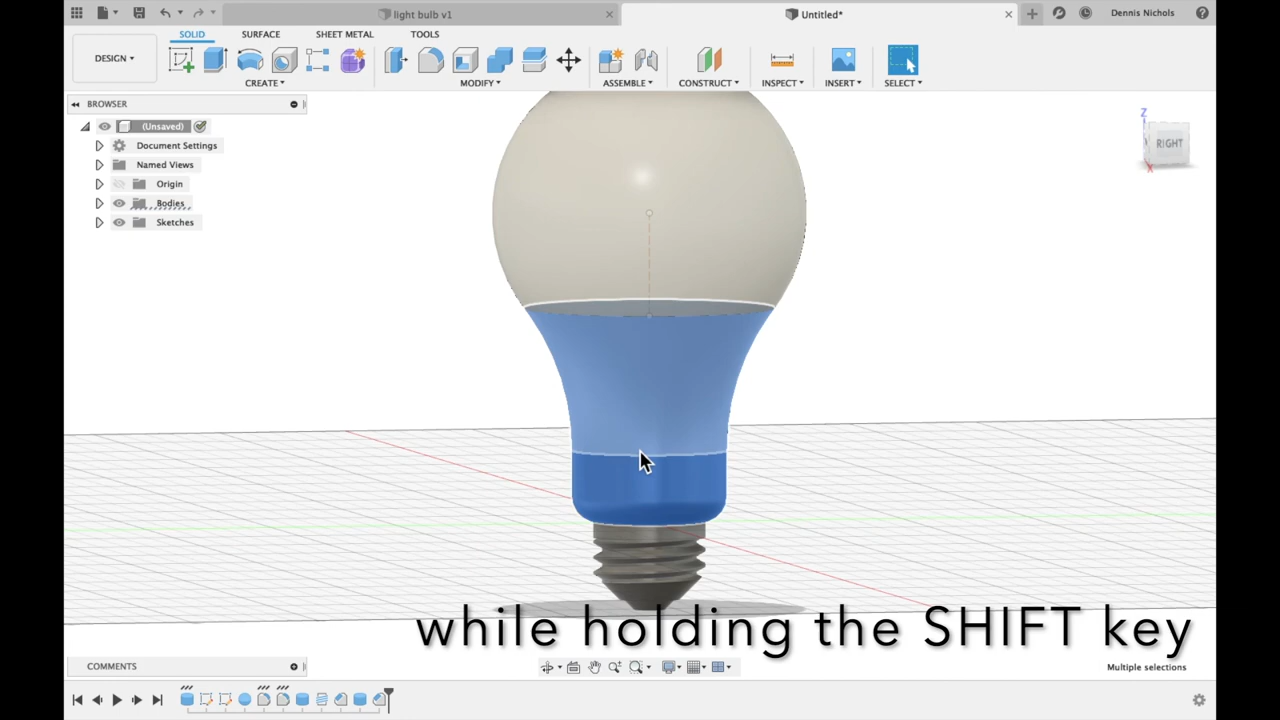 light bulb v1
Untitled*
Dennis Nichols
SOLID
SURFACE
SHEET METAL
TOOLS
DESIGN
CREATE
MODIFY
ASSEMBLE
CONSTRUCT
INSPECT
INSERT
SELECT
BROWSER
(Unsaved)
Document Settings
Named Views
Origin
Bodies
Sketches
Z
RIGHT
X
while holding the SHIFT key
COMMENTS
Multiple selections